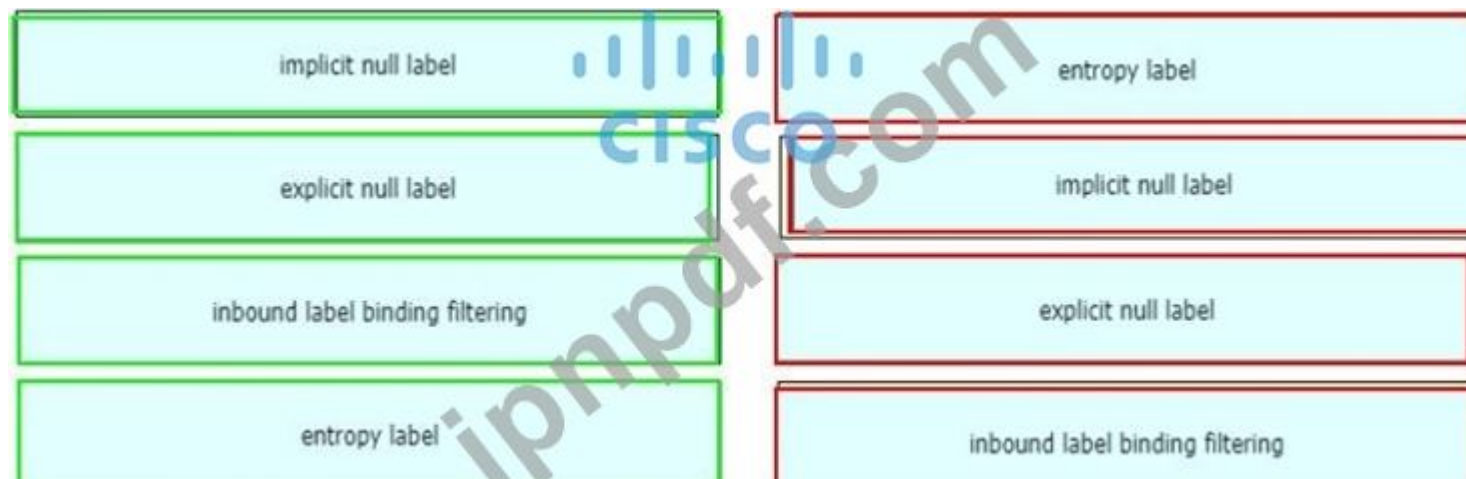 implicit null label
explicit null label
inbound label binding filtering
entropy label
CISCO
ipnpdf.com
entropy label
implicit null label
explicit null label
inbound label binding filtering